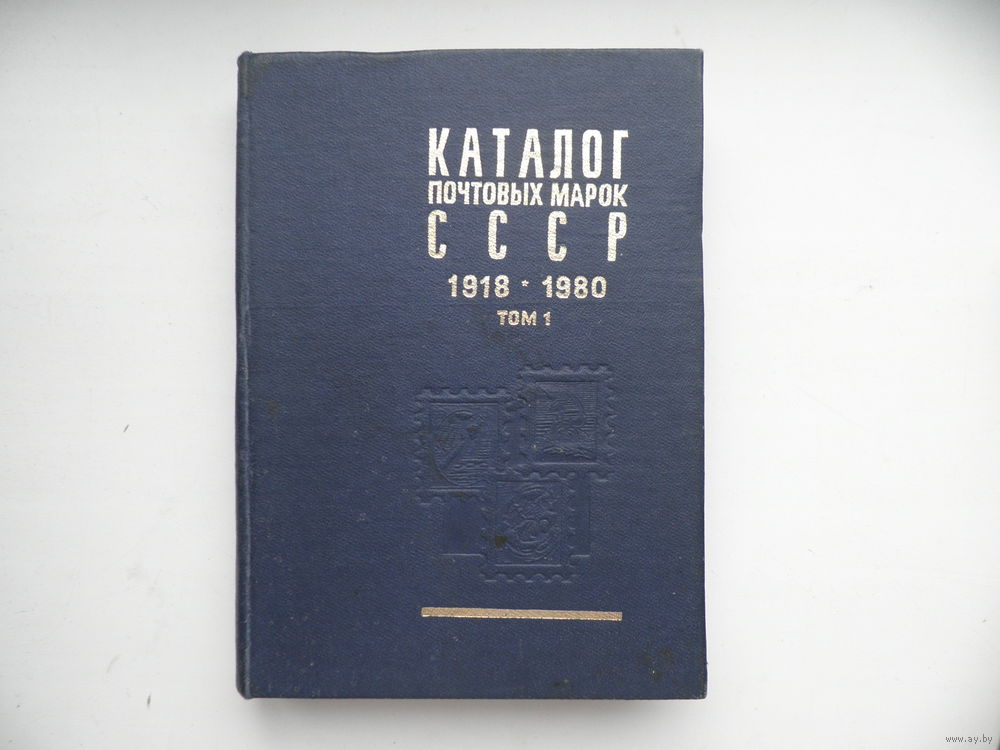 КАТАЛОГ
ПОЧТОВЫХ МАРОК
СССР
1918 * 1980
ТОМ 1
www.ay.by